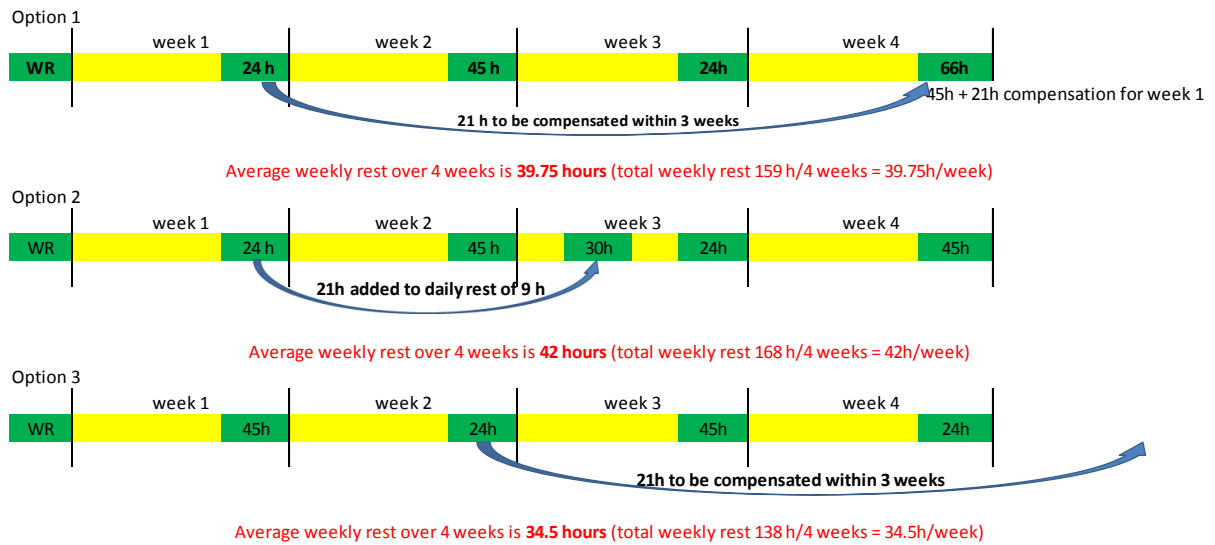 Option 1
week 1 week 2 week 3 week 4
WR 24 h 45 h 24h 66h
45h + 21h compensation for week 1
21 h to be compensated within 3 weeks
Average weekly rest over 4 weeks is 39.75 hours (total weekly rest 159 h/4 weeks = 39.75h/week)
Option 2
week 1 week 2 week 3 week 4
WR 24 h 45 h 30h 24h 45h
21h added to daily rest of 9 h
Average weekly rest over 4 weeks is 42 hours (total weekly rest 168 h/4 weeks = 42h/week)
Option 3
week 1 week 2 week 3 week 4
WR 45h 24h 45h 24h
21h to be compensated within 3 weeks
Average weekly rest over 4 weeks is 34.5 hours (total weekly rest 138 h/4 weeks = 34.5h/week)